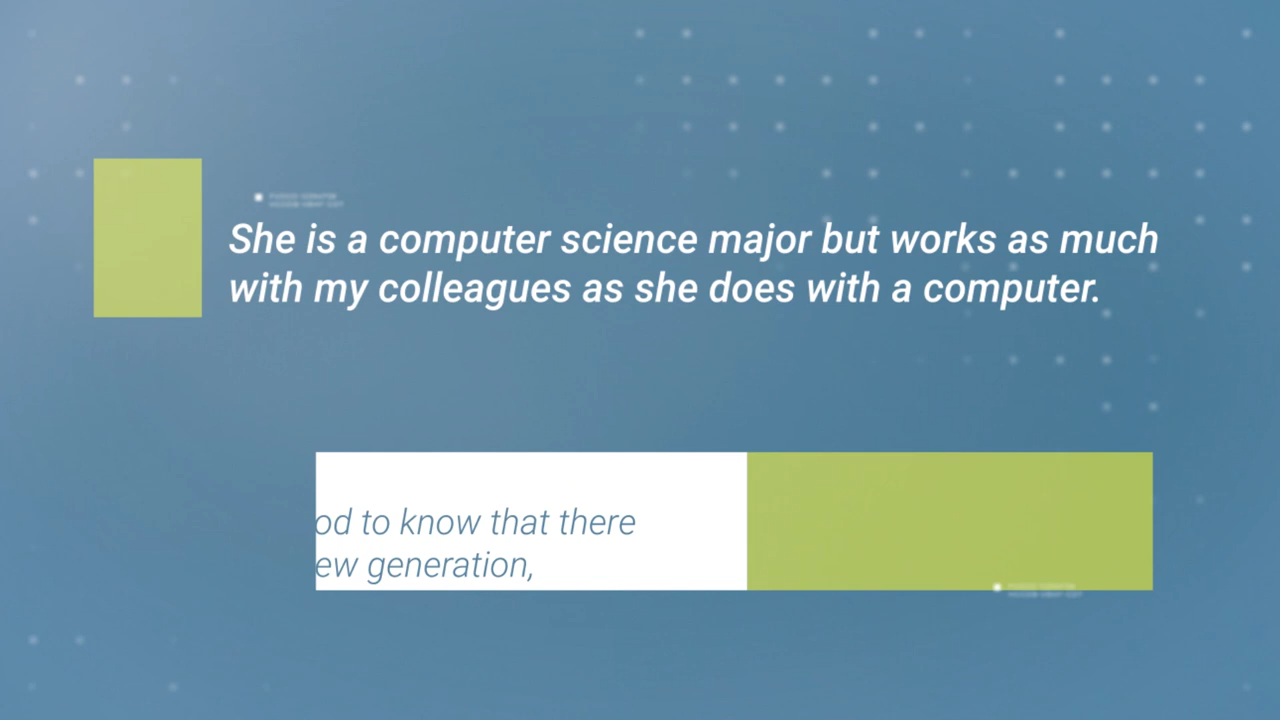 She is a computer science major but works as much
with my colleagues as she does with a computer.
od to know that there
ew generation,